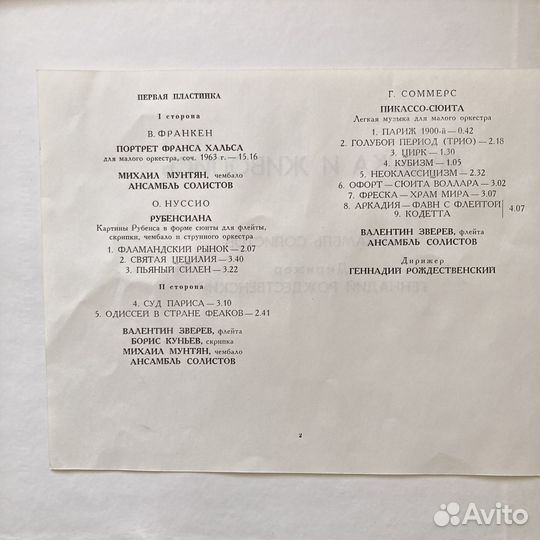 ПЕРВАЯ ПЛАСТИНКА
I сторона
В. ФРАНКЕН
ПОРТРЕТ ФРАНСА ХАЛЬСА
для малого оркестра, соч. 1963 г. — 15.16
МИХАИЛ МУНТЯН, чембало
АНСАМБЛЬ СОЛИСТОВ
О. НУССИО
РУБЕНСИАНА
Картины Рубенса в форме сюиты для флейты,
скрипки, чембало и струнного оркестра
1. ФЛАМАНДСКИЙ РЫНОК — 2.07
2. СВЯТАЯ ЦЕЦИЛИЯ — 3.40
3. ПЬЯНЫЙ СИЛЕН — 3.22
II сторона
4. СУД ПАРИСА — 3.10
5. ОДИССЕЙ В СТРАНЕ ФЕАКОВ — 2.41
ВАЛЕНТИН ЗВЕРЕВ, флейта
БОРИС КУНЬЕВ, скрипка
МИХАИЛ МУНТЯН, чембало
АНСАМБЛЬ СОЛИСТОВ
Г. СОММЕРС
ПИКАССО-СЮИТА
Легкая музыка для малого оркестра
1. ПАРИЖ 1900-й — 0.42
2. ГОЛУБОЙ ПЕРИОД (ТРИО) — 2.18
3. ЦИРК — 1.30
4. КУБИЗМ — 1.05
5. НЕОКЛАССИЦИЗМ — 2.32
6. ОФОРТ — СЮИТА ВОЛЛАРА — 3.02
7. ФРЕСКА — ХРАМ МИРА — 3.07
8. АРКАДИЯ — ФАВН С ФЛЕЙТОЙ
9. КОДЕТТА
4.07
ВАЛЕНТИН ЗВЕРЕВ, флейта
АНСАМБЛЬ СОЛИСТОВ
Дирижер
ГЕННАДИЙ РОЖДЕСТВЕНСКИЙ
2
Avito